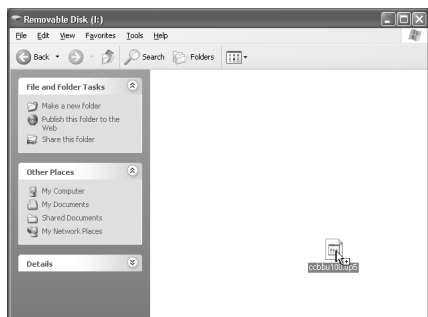 Removable Disk (I:)
File Edit View Favorites Tools Help
Back Search Folders
File and Folder Tasks
Make a new folder
Publish this folder to the
Web
Share this folder
Other Places
My Computer
My Documents
Shared Documents
My Network Places
Details
ccbbu100.up6